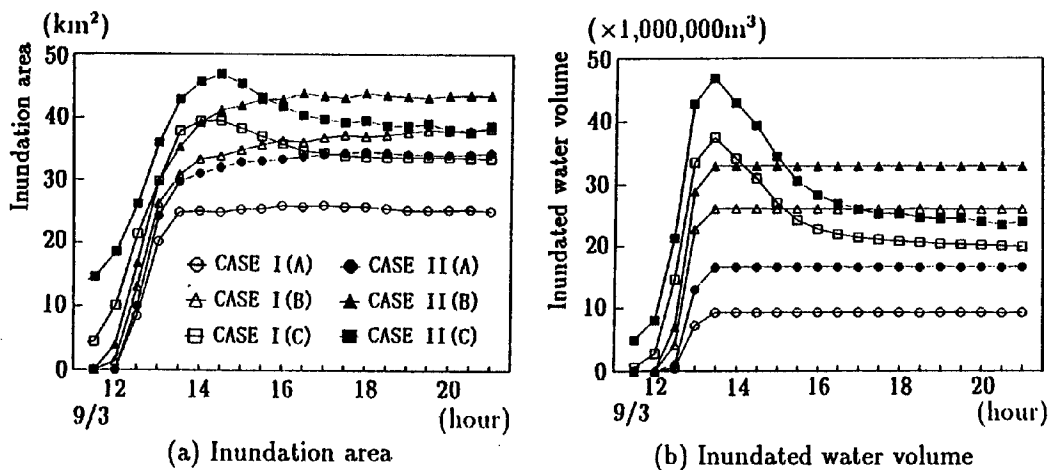 (km²)
Inundation area
50
40
30
20
10
0
○ CASE I(A) ● CASE II(A)
△ CASE I(B) ▲ CASE II(B)
□ CASE I(C) ■ CASE II(C)
12 14 16 18 20
9/3 (hour)
(a) Inundation area
(×1,000,000m³)
Inundated water volume
50
40
30
20
10
0
12 14 16 18 20
9/3 (hour)
(b) Inundated water volume